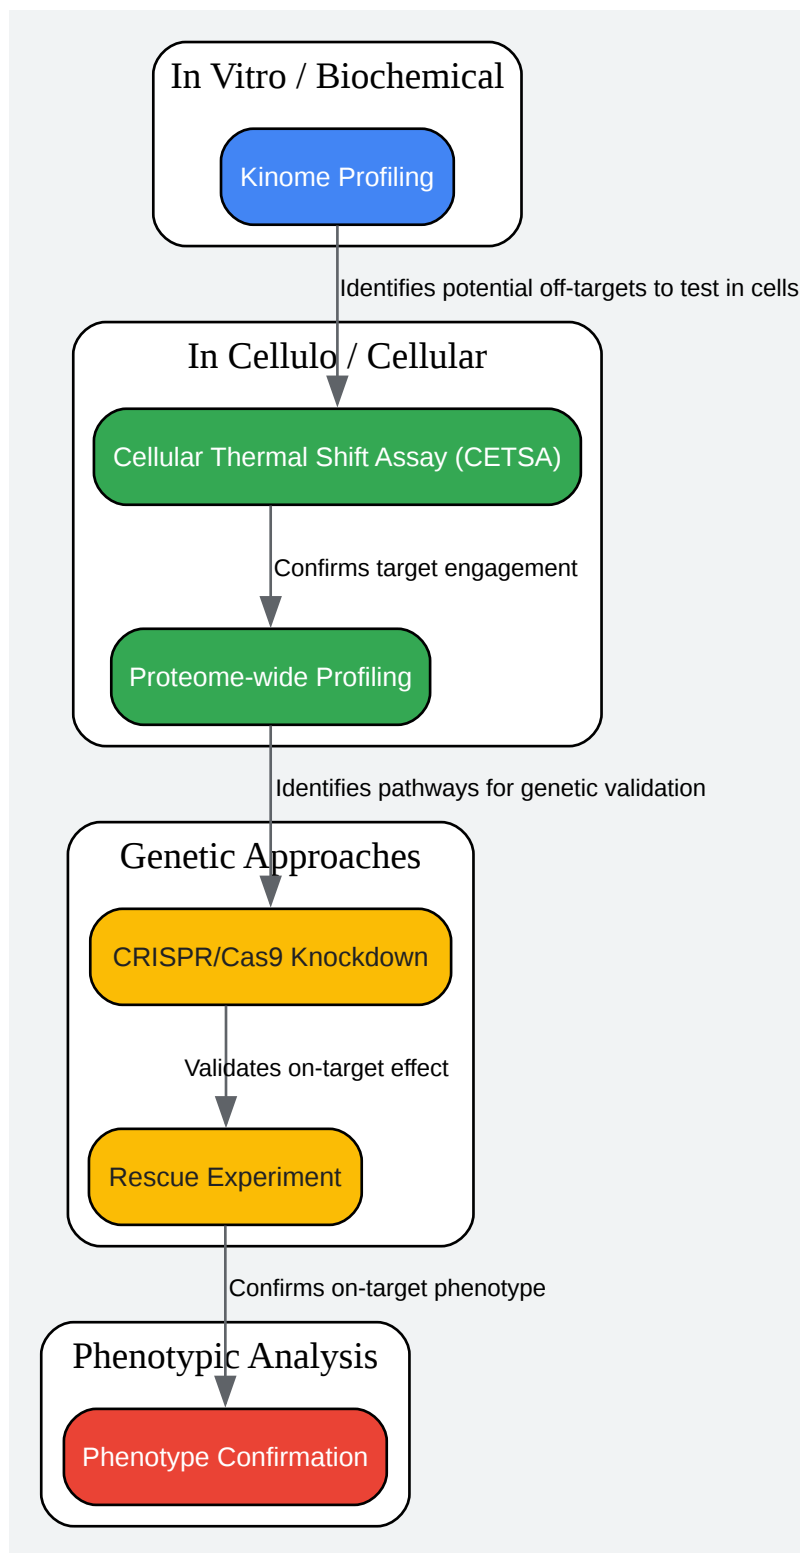 In Vitro / Biochemical
Kinome Profiling
Identifies potential off-targets to test in cells
In Cellulo / Cellular
Cellular Thermal Shift Assay (CETSA)
Confirms target engagement
Proteome-wide Profiling
Identifies pathways for genetic validation
Genetic Approaches
CRISPR/Cas9 Knockdown
Validates on-target effect
Rescue Experiment
Confirms on-target phenotype
Phenotypic Analysis
Phenotype Confirmation